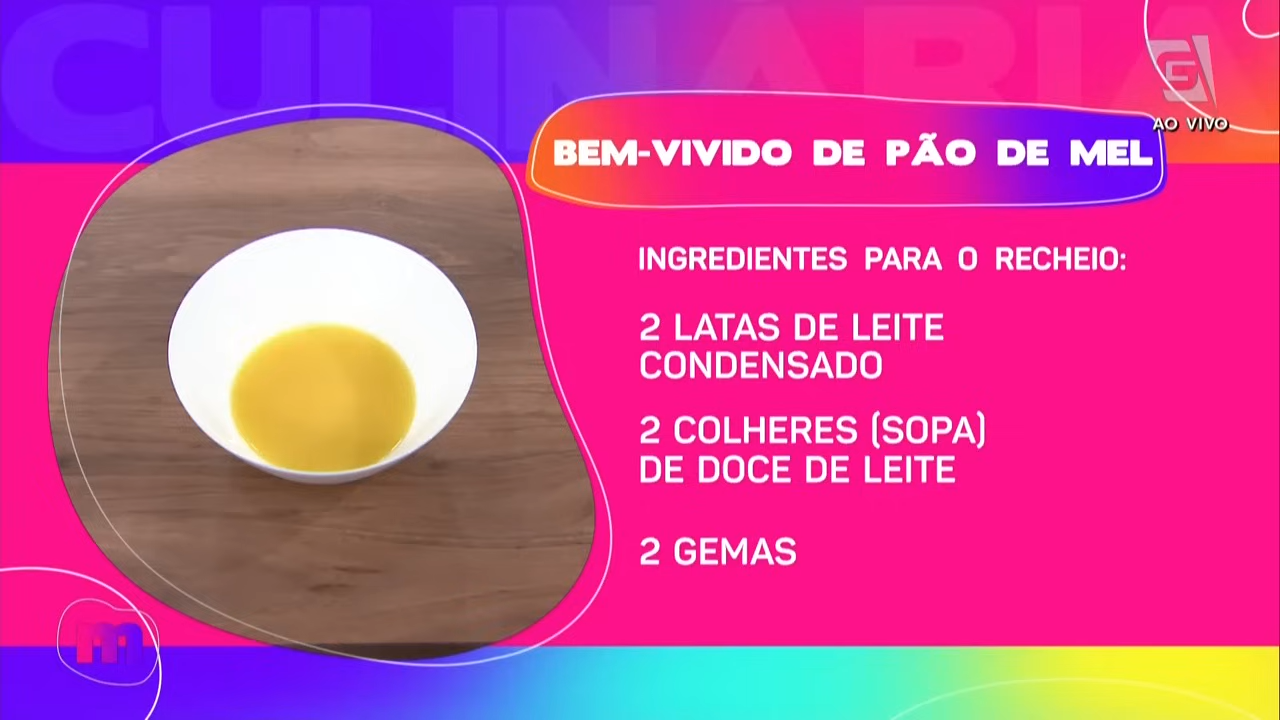 CULINÁRIA
AO VIVO
BEM-VIVIDO DE PÃO DE MEL
INGREDIENTES PARA O RECHEIO:
2 LATAS DE LEITE
CONDENSADO
2 COLHERES (SOPA)
DE DOCE DE LEITE
2 GEMAS
m